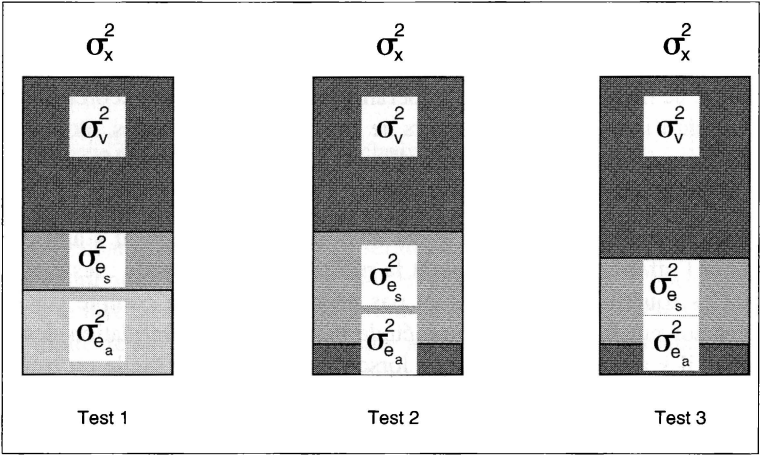 σ²ₓ σ²ₓ σ²ₓ
σ²ᵥ σ²ᵥ σ²ᵥ
σ²eₛ σ²eₛ σ²eₛ
σ²eₐ σ²eₐ σ²eₐ
Test 1 Test 2 Test 3